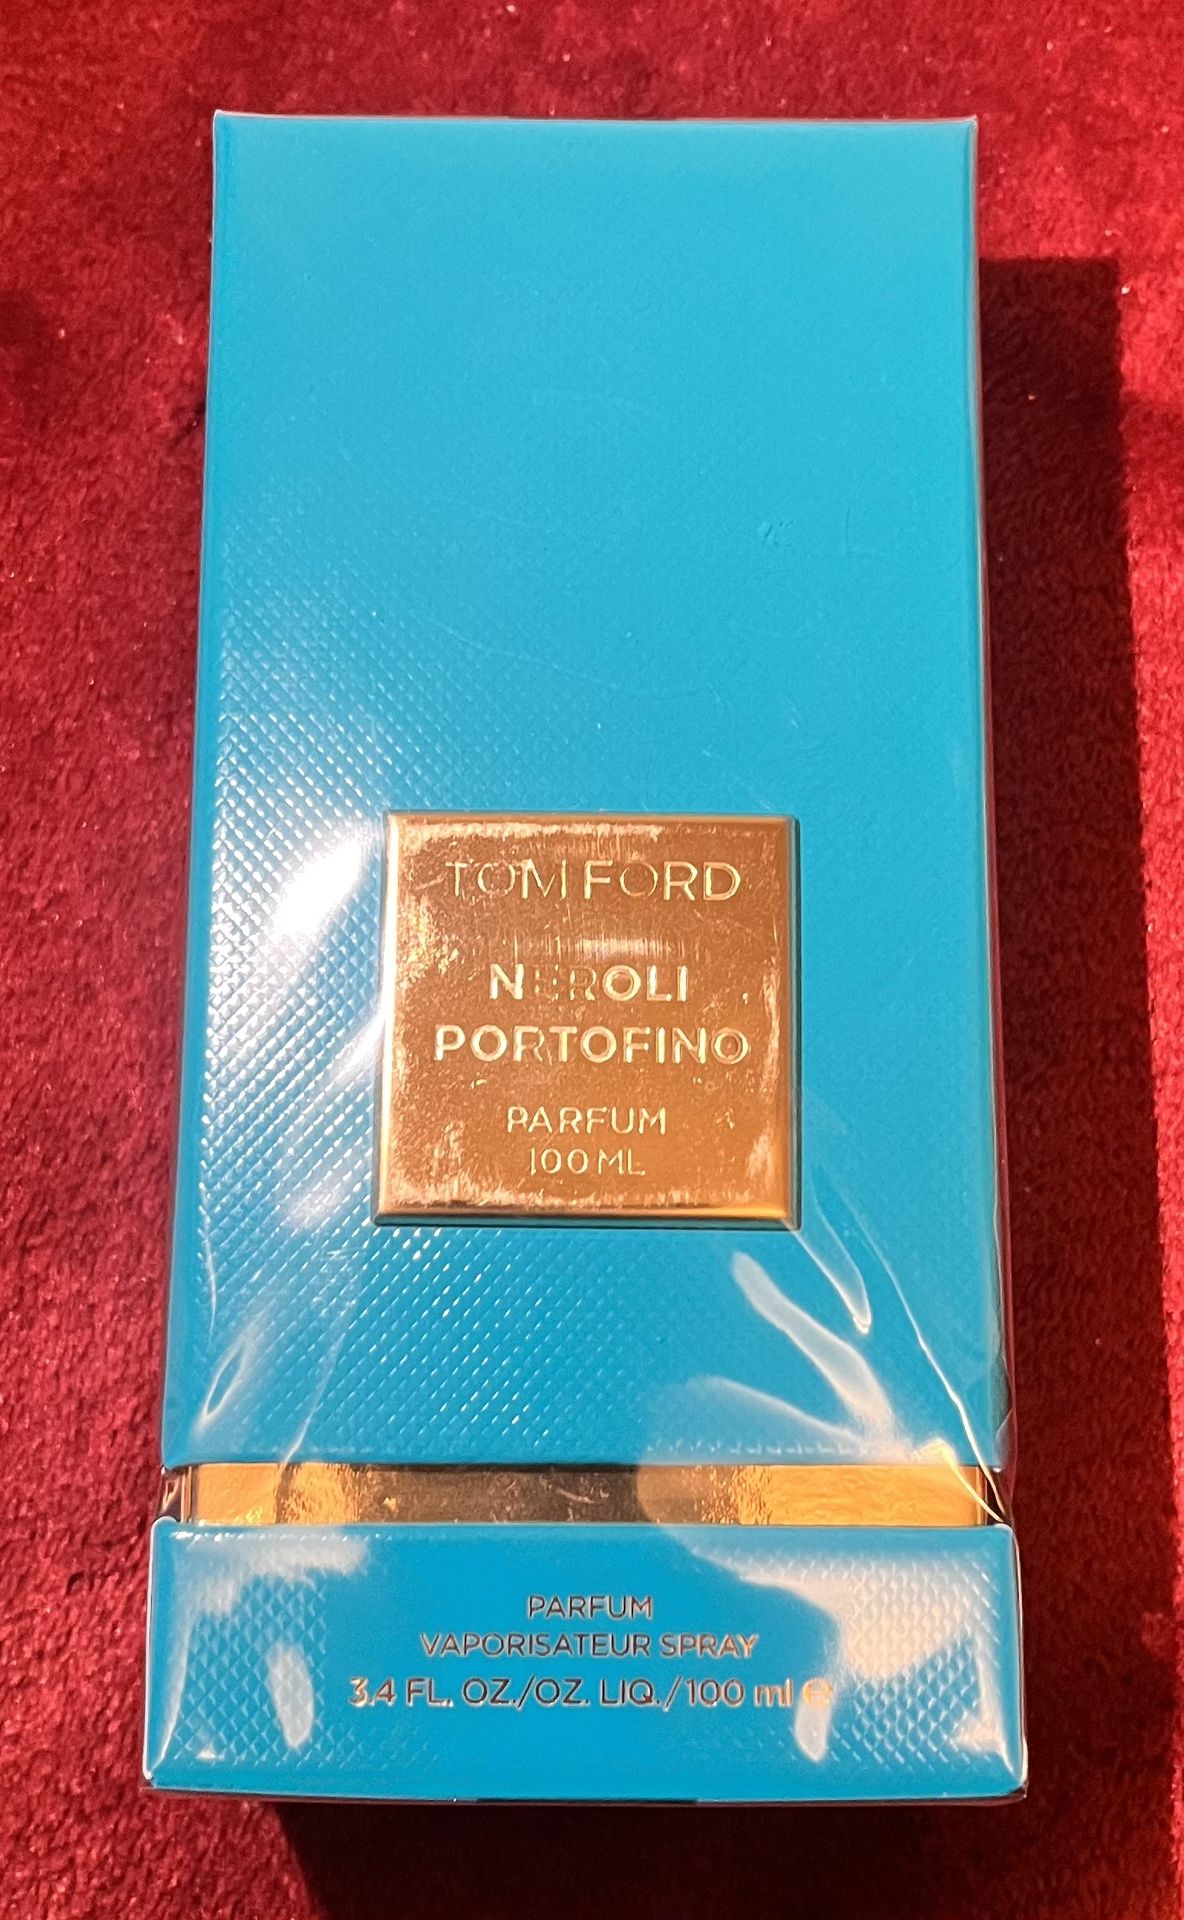 TOM FORD
NEROLI
PORTOFINO
PARFUM
100 ML
PARFUM
VAPORISATEUR SPRAY
3.4 FL. OZ./OZ. LIQ./100 ml ℮